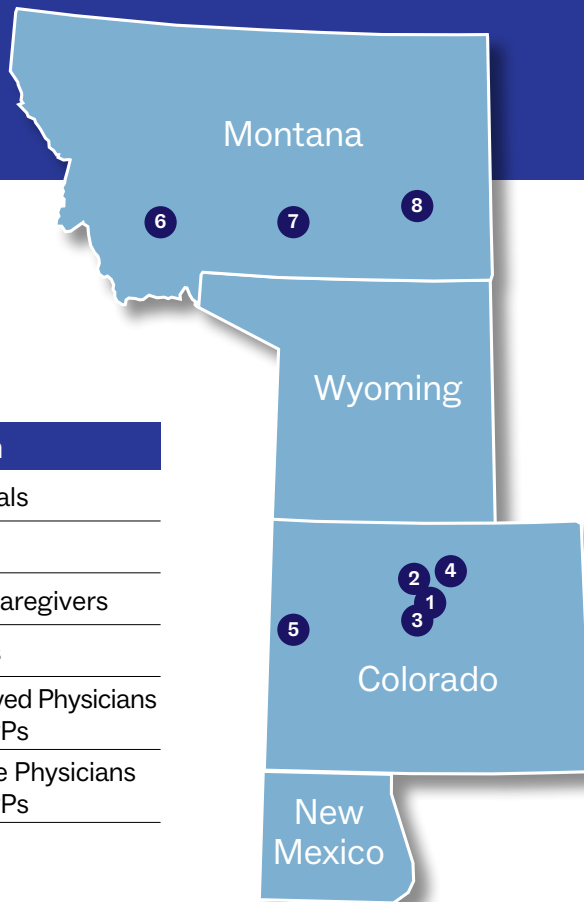 Montana
6
7
8
Wyoming
als
aregivers
ved Physicians
Ps
e Physicians
Ps
2
4
1
3
5
Colorado
New
Mexico